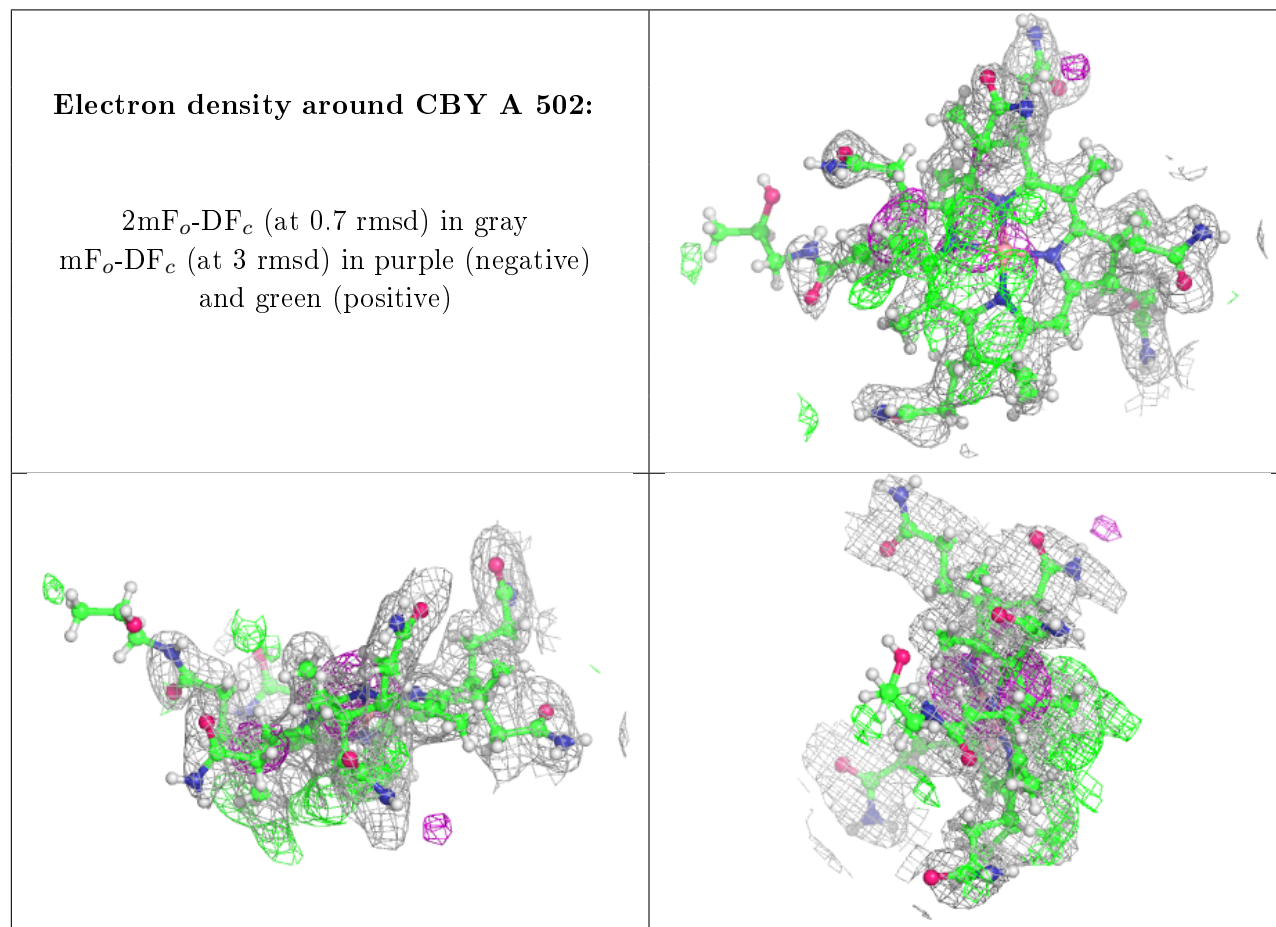 Electron density around CBY A 502:
2mFₒ-DF𝒸 (at 0.7 rmsd) in gray
mFₒ-DF𝒸 (at 3 rmsd) in purple (negative)
and green (positive)